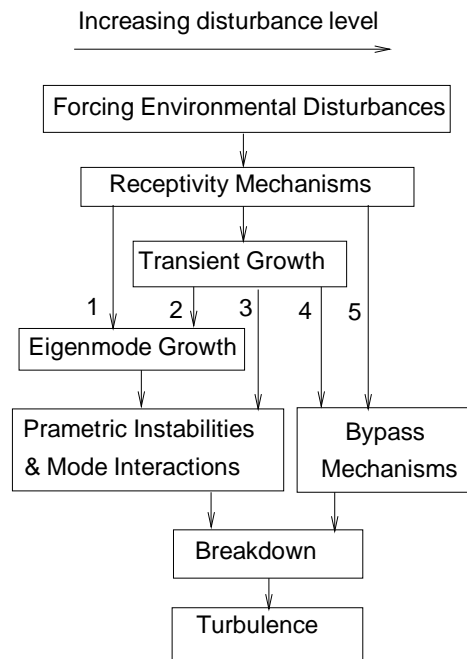 Increasing disturbance level
Forcing Environmental Disturbances
Receptivity Mechanisms
Transient Growth
1
2
3
4
5
Eigenmode Growth
Prametric Instabilities
& Mode Interactions
Bypass
Mechanisms
Breakdown
Turbulence